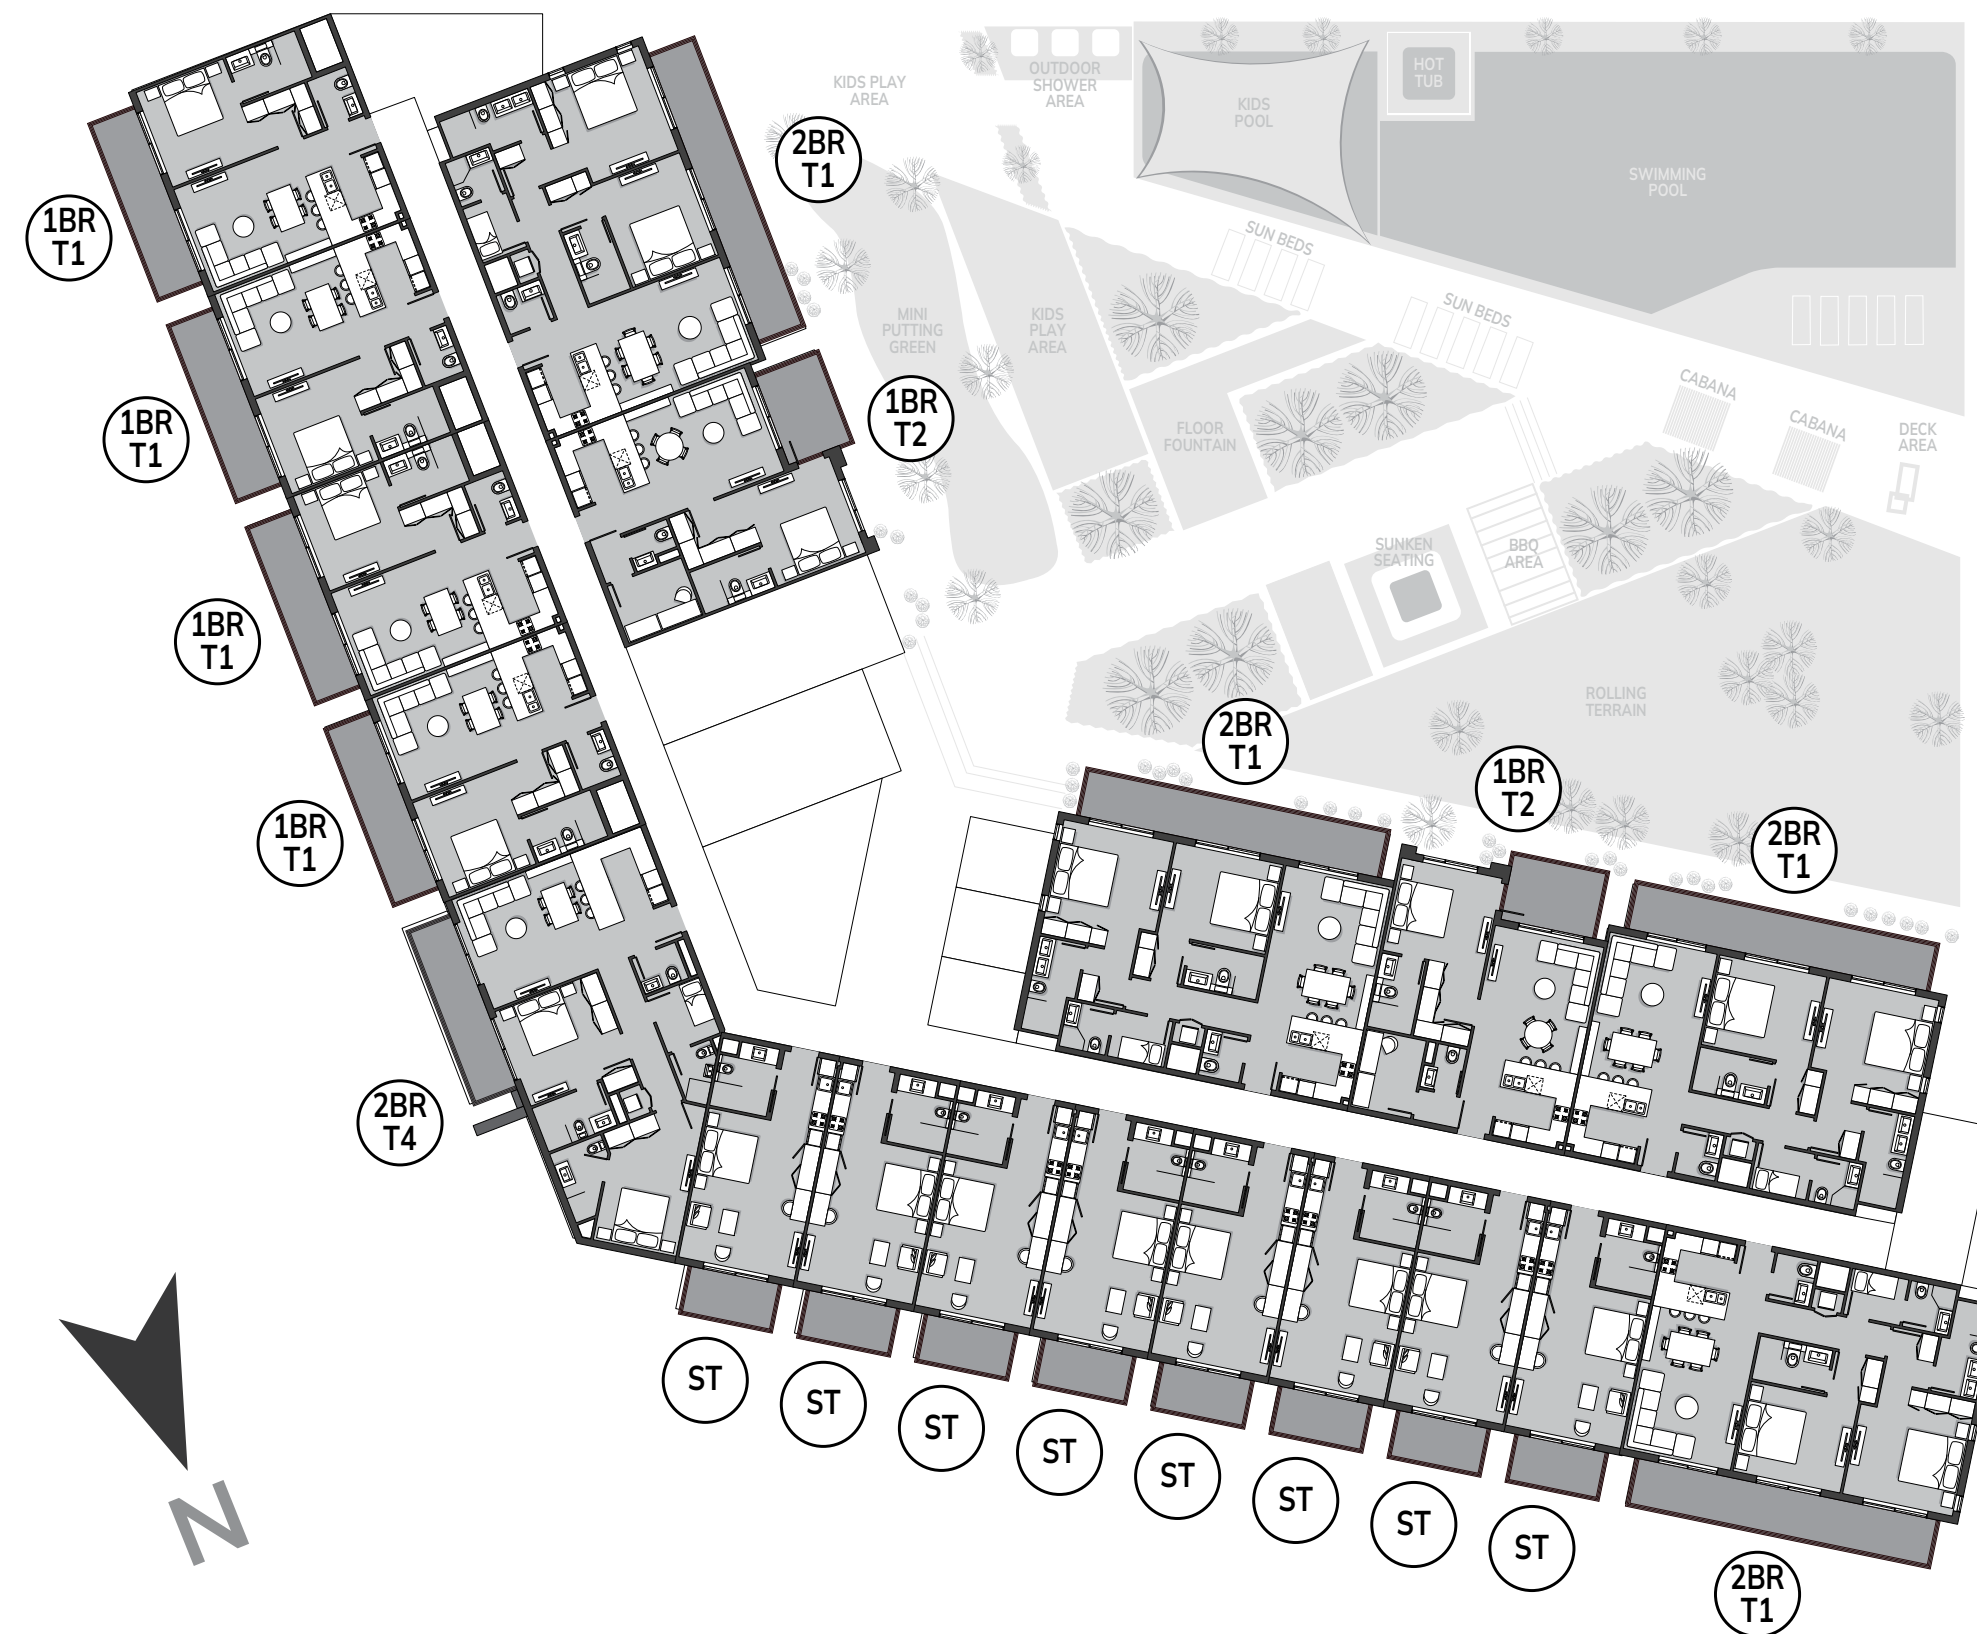 OUTDOOR
SHOWER
AREA
KIDS PLAY
AREA
HOT
TUB
KIDS
POOL
SWIMMING
POOL
2BR
T1
1BR
T1
SUN BEDS
SUN BEDS
MINI
PUTTING
GREEN
KIDS
PLAY
AREA
1BR
T2
1BR
T1
CABANA
CABANA
DECK
AREA
FLOOR
FOUNTAIN
SUNKEN
SEATING
BBQ
AREA
1BR
T1
ROLLING
TERRAIN
2BR
T1
1BR
T2
1BR
T1
2BR
T1
2BR
T4
ST
ST
ST
ST
ST
ST
ST
ST
2BR
T1
N